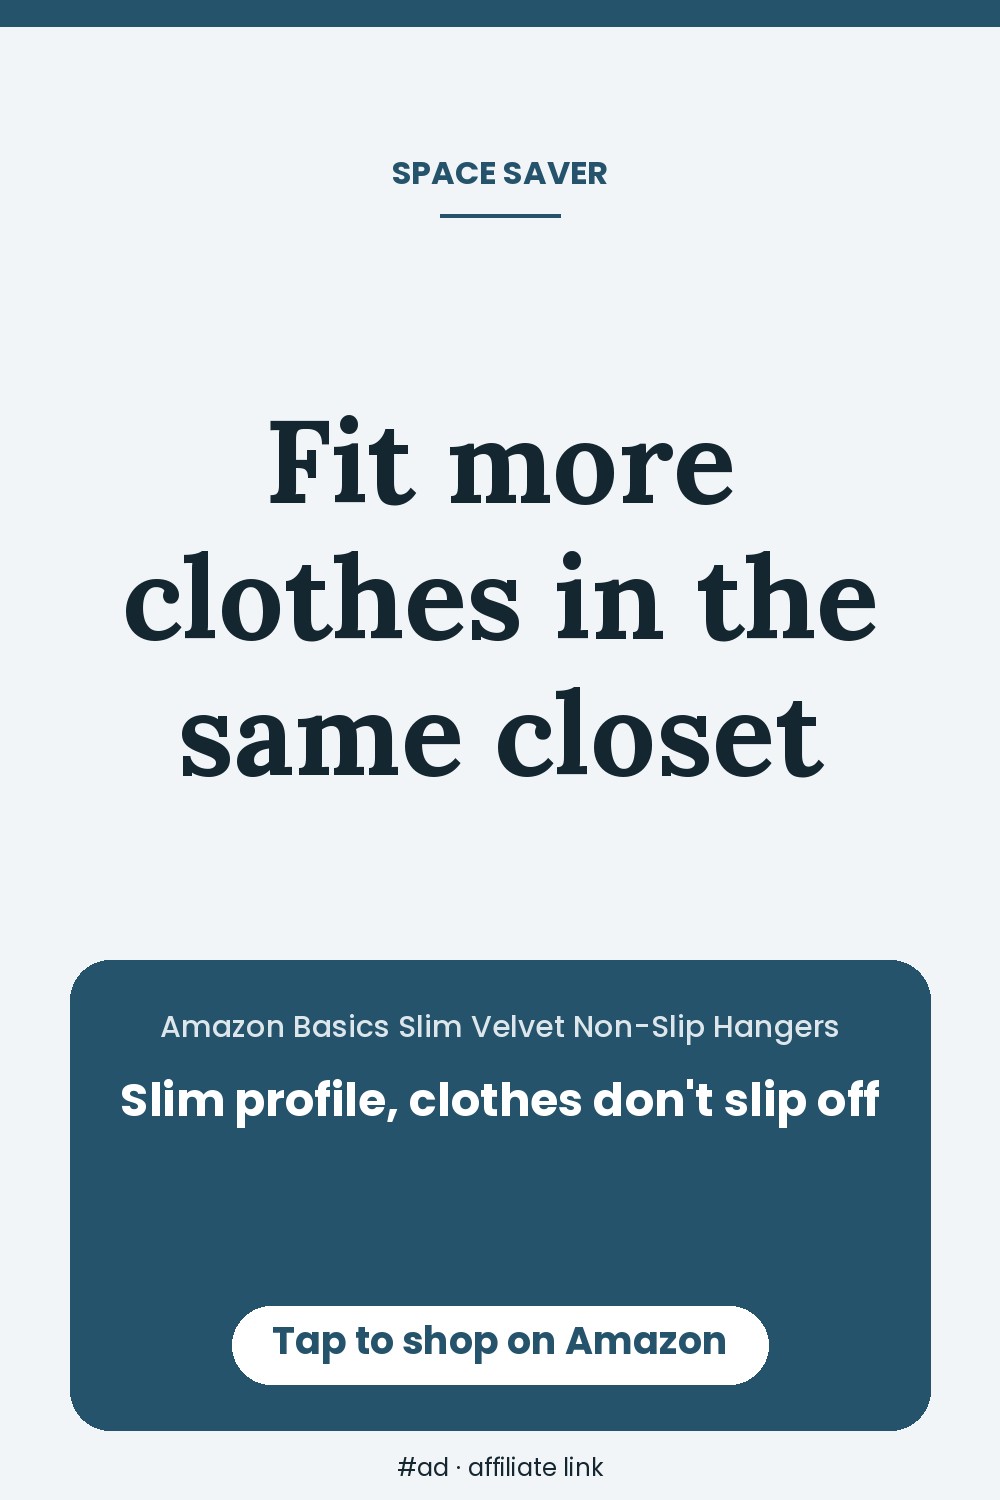 SPACE SAVER
Fit more
clothes in the
same closet
Amazon Basics Slim Velvet Non-Slip Hangers
Slim profile, clothes don't slip off
Tap to shop on Amazon
#ad · affiliate link